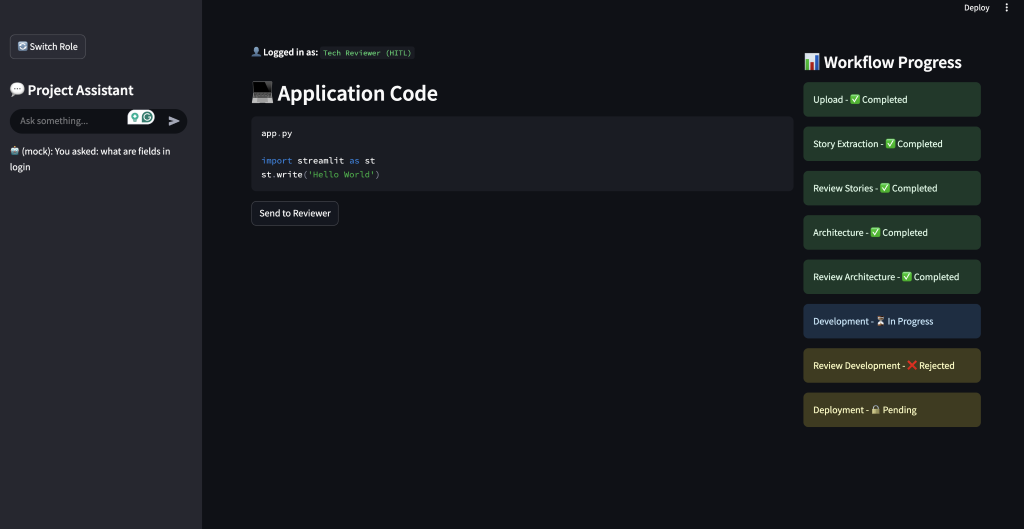 Deploy
Switch Role
Project Assistant
Ask something...
(mock): You asked: what are fields in
login
Logged in as: Tech Reviewer (HITL)
Application Code
app.py
import streamlit as st
st.write('Hello World')
Send to Reviewer
Workflow Progress
Upload - ✅ Completed
Story Extraction - ✅ Completed
Review Stories - ✅ Completed
Architecture - ✅ Completed
Review Architecture - ✅ Completed
Development - ⏳ In Progress
Review Development - ❌ Rejected
Deployment - 🔒 Pending